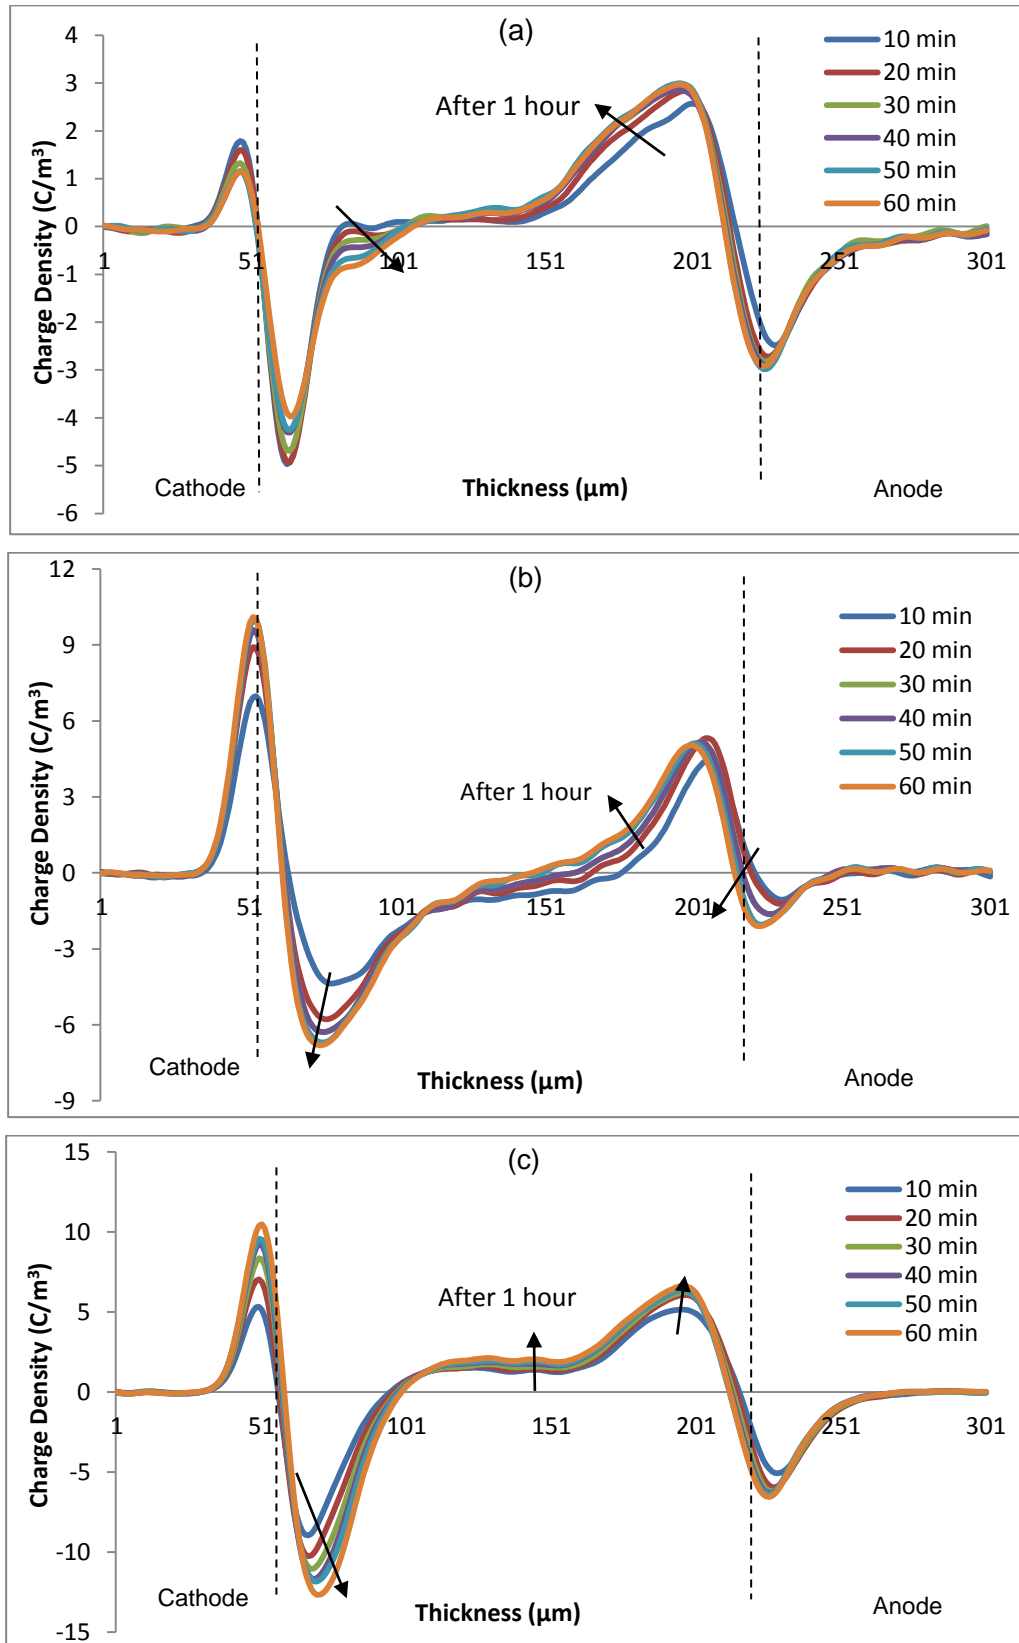 (a)
Charge Density (C/m³)
4
3
2
1
0
-1
-2
-3
-4
-5
-6
1
51
101
151
201
251
301
After 1 hour
10 min
20 min
30 min
40 min
50 min
60 min
Cathode
Thickness (µm)
Anode
(b)
Charge Density (C/m³)
12
9
6
3
0
-3
-6
-9
1
51
101
151
201
251
301
After 1 hour
10 min
20 min
30 min
40 min
50 min
60 min
Cathode
Thickness (µm)
Anode
(c)
Charge Density (C/m³)
15
10
5
0
-5
-10
-15
1
51
101
151
201
251
301
After 1 hour
10 min
20 min
30 min
40 min
50 min
60 min
Cathode
Thickness (µm)
Anode